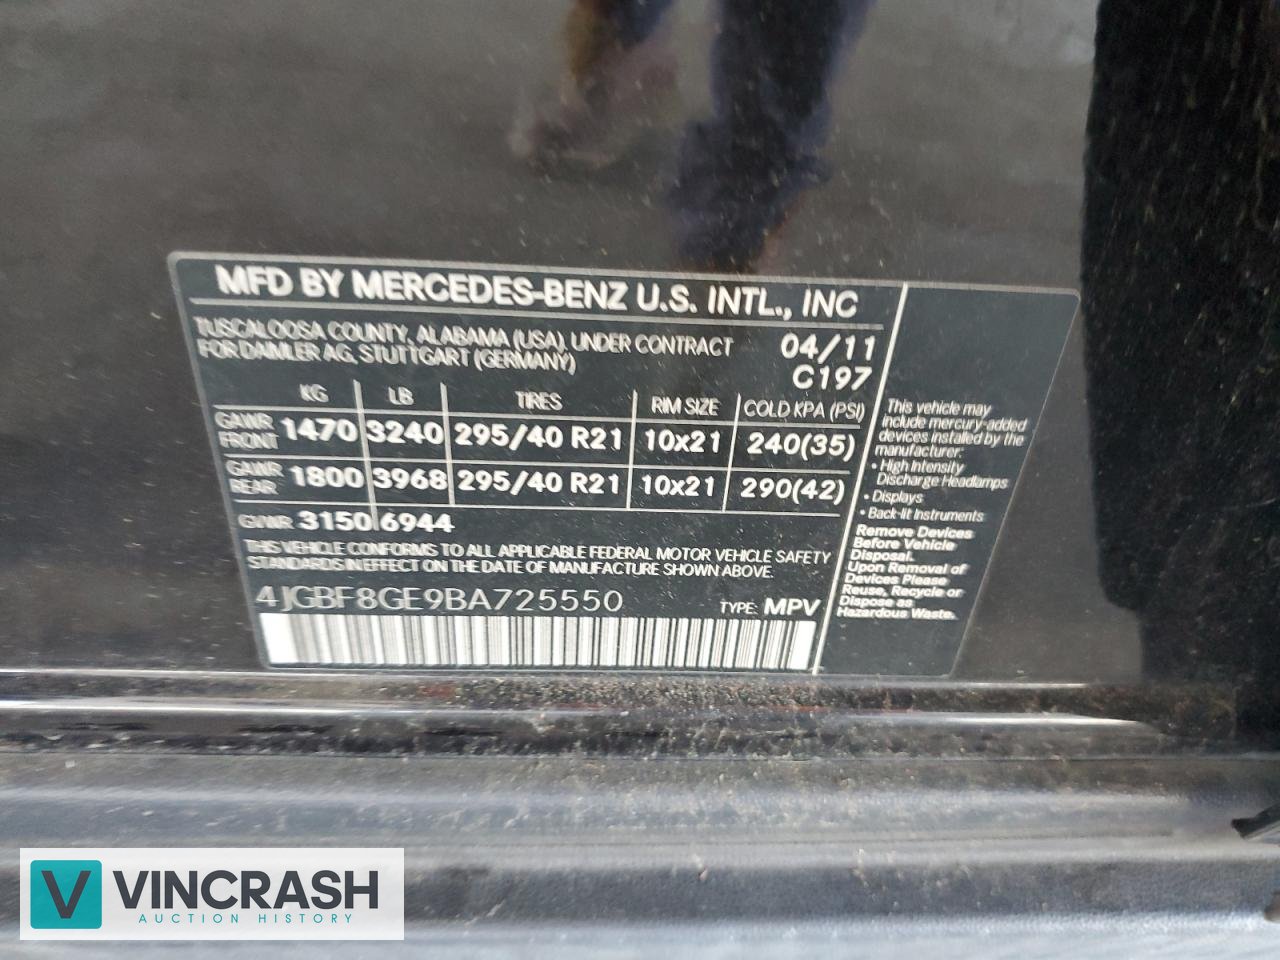 MFD BY MERCEDES-BENZ U.S. INTL., INC
TUSCALOOSA COUNTY, ALABAMA (USA), UNDER CONTRACT
FOR DAIMLER AG, STUTTGART (GERMANY)
04/11
C197
KG LB TIRES RIM SIZE COLD KPA (PSI)
GAWR FRONT 1470 3240 295/40 R21 10x21 240(35)
GAWR REAR 1800 3968 295/40 R21 10x21 290(42)
GVWR 3150 6944
THIS VEHICLE CONFORMS TO ALL APPLICABLE FEDERAL MOTOR VEHICLE SAFETY
STANDARDS IN EFFECT ON THE DATE OF MANUFACTURE SHOWN ABOVE.
4JGBF8GE9BA725550 TYPE: MPV
This vehicle may
include mercury-added
devices installed by the
manufacturer:
• High Intensity
Discharge Headlamps
• Displays
• Back-lit Instruments
Remove Devices
Before Vehicle
Disposal.
Upon Removal of
Devices Please
Reuse, Recycle or
Dispose as
Hazardous Waste.
V VINCRASH
AUCTION HISTORY